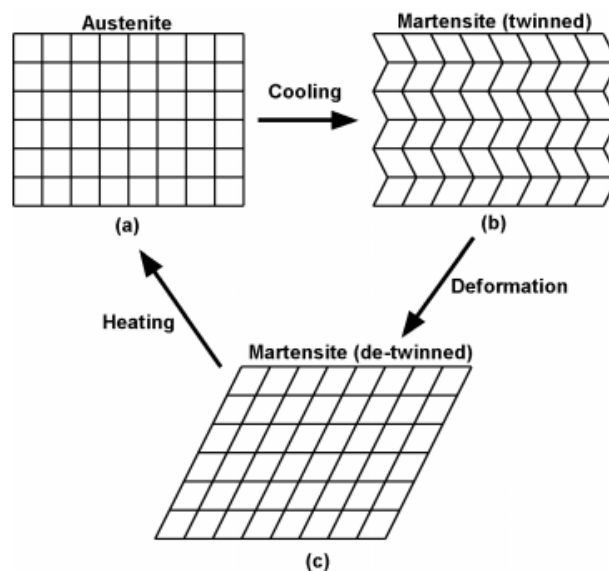 Austenite
Martensite (twinned)
Cooling
(a)
(b)
Deformation
Heating
Martensite (de-twinned)
(c)